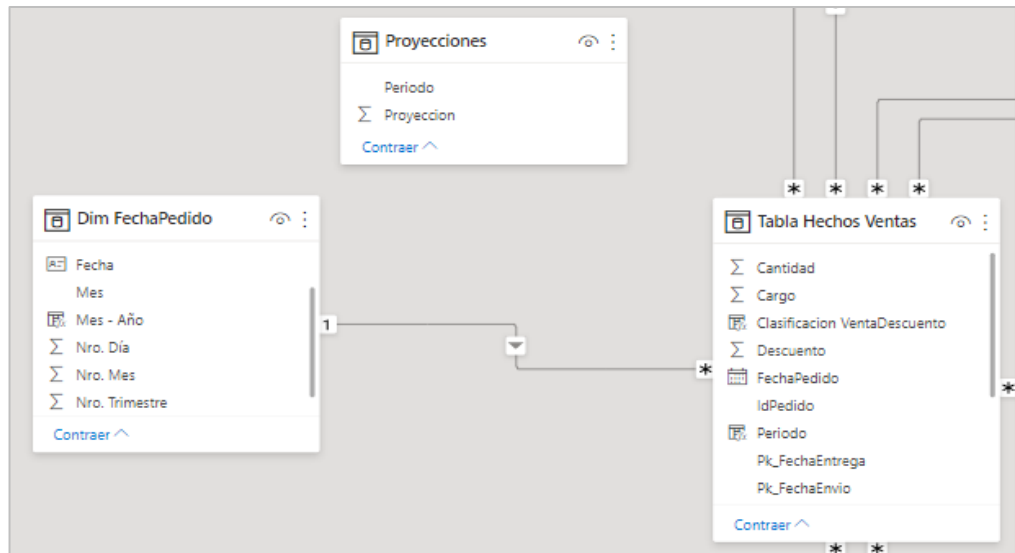 Proyecciones
Periodo
Proyeccion
Contraer
Dim FechaPedido
Fecha
Mes
Mes - Año
Nro. Día
Nro. Mes
Nro. Trimestre
Contraer
1
*
*
*
*
*
*
Tabla Hechos Ventas
Cantidad
Cargo
Clasificacion VentaDescuento
Descuento
FechaPedido
IdPedido
Periodo
Pk_FechaEntrega
Pk_FechaEnvio
Contraer
*
*